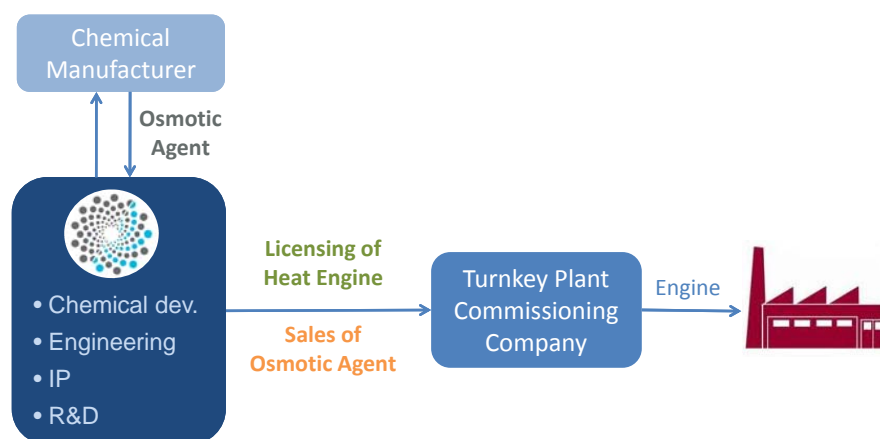 Chemical
Manufacturer
Osmotic
Agent
• Chemical dev.
• Engineering
• IP
• R&D
Licensing of
Heat Engine
Sales of
Osmotic Agent
Turnkey Plant
Commissioning
Company
Engine